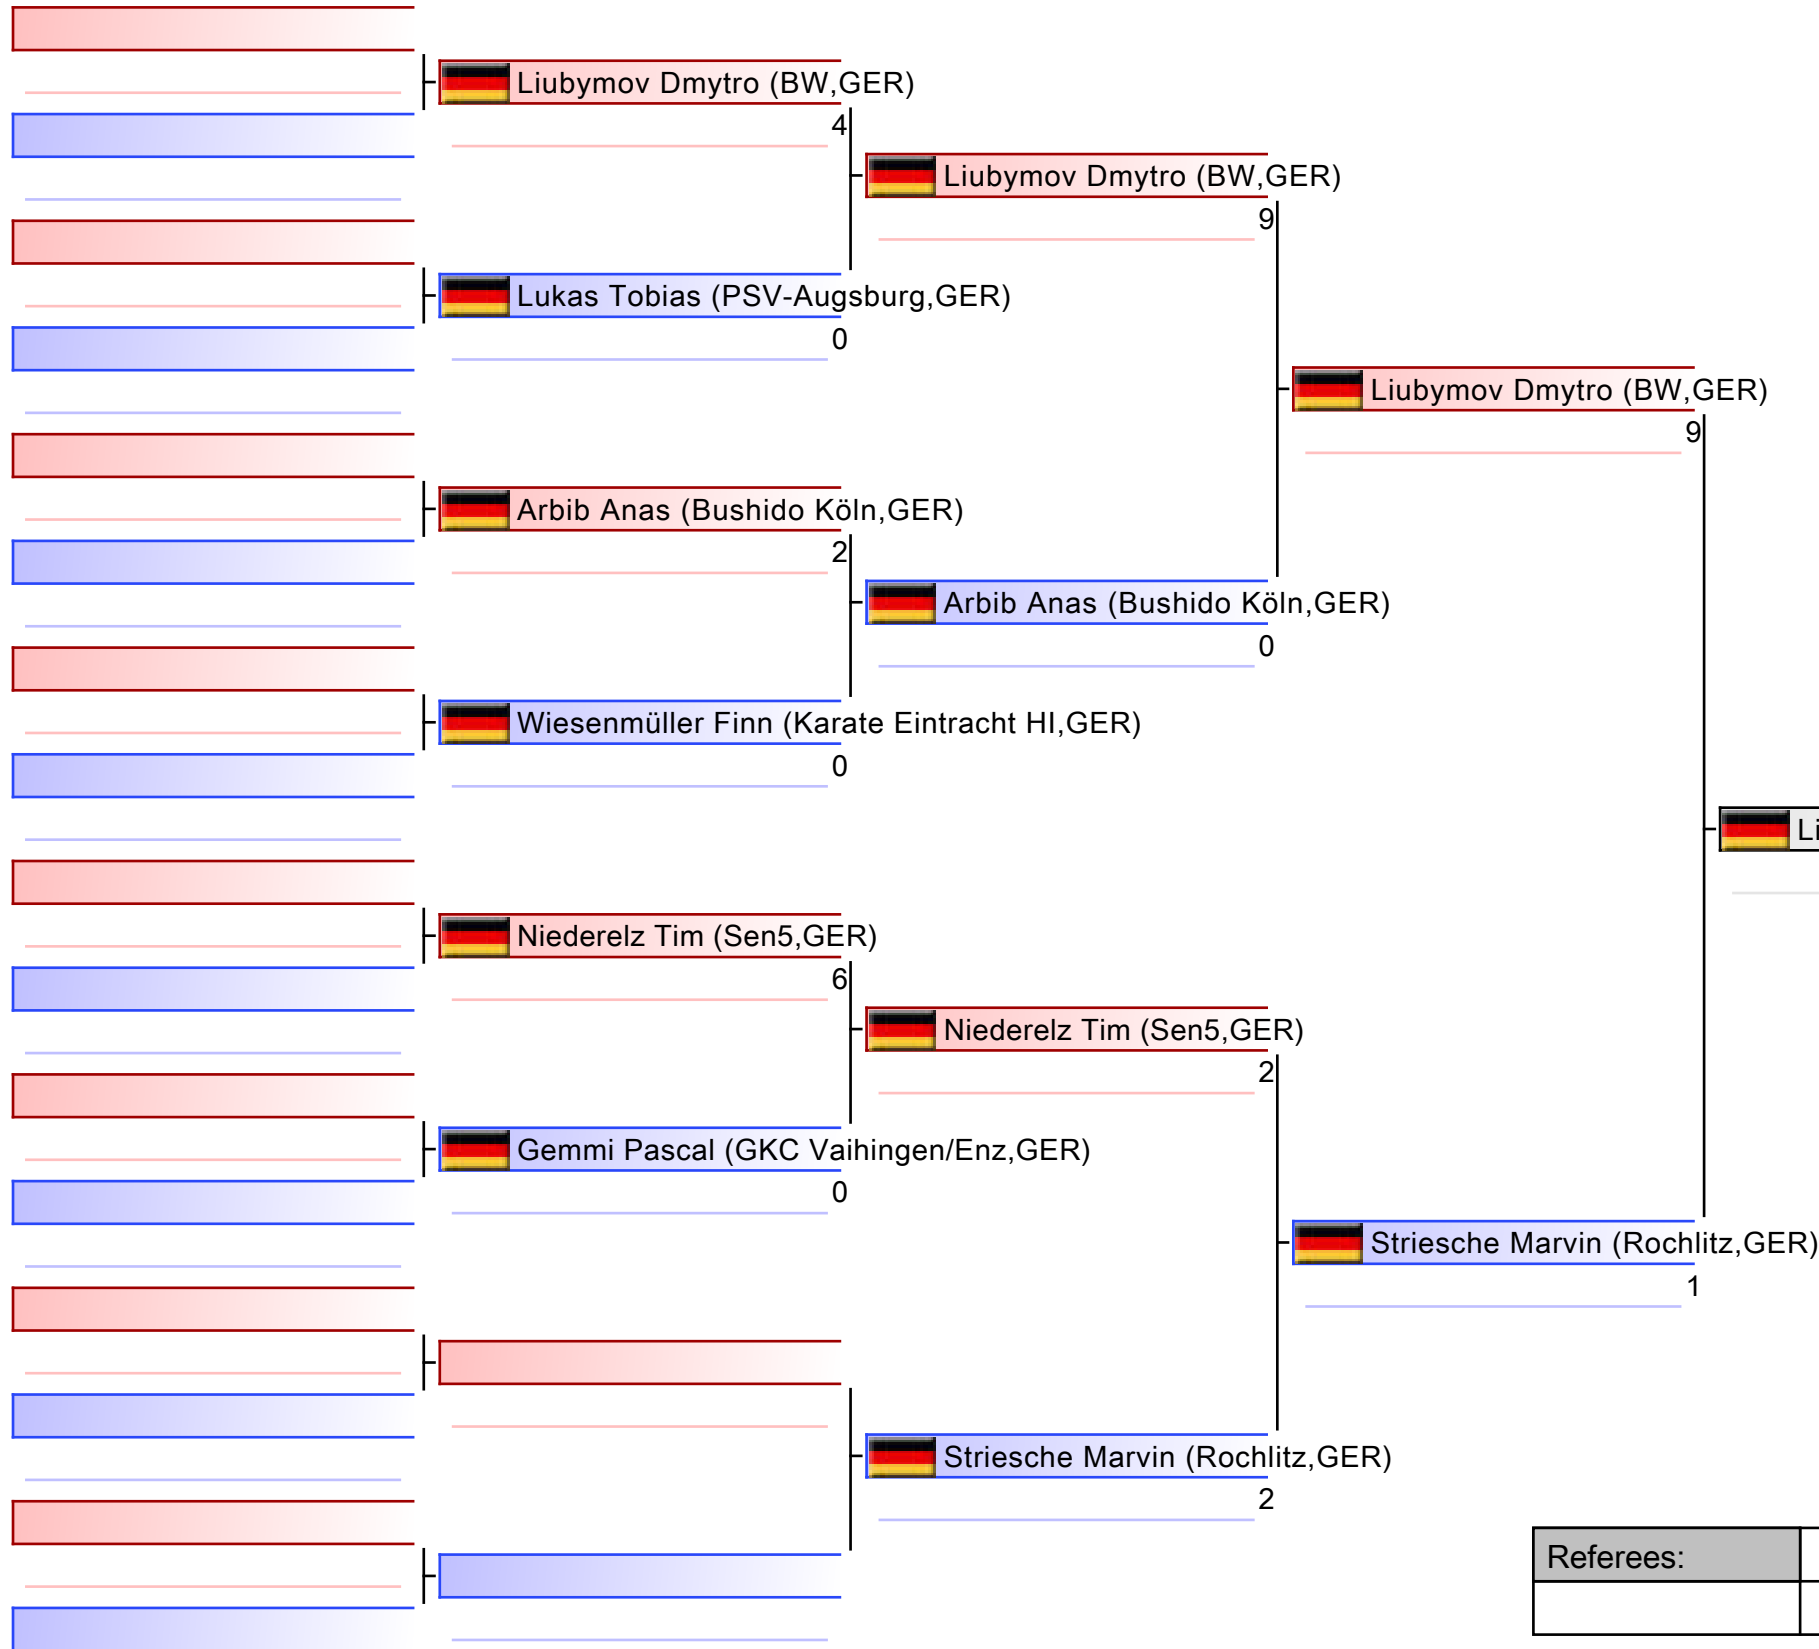 Liubymov Dmytro (BW,GER)
4
Lukas Tobias (PSV-Augsburg,GER)
0
Arbib Anas (Bushido Köln,GER)
2
Wiesenmüller Finn (Karate Eintracht HI,GER)
0
Niederelz Tim (Sen5,GER)
6
Gemmi Pascal (GKC Vaihingen/Enz,GER)
0
Liubymov Dmytro (BW,GER)
9
Arbib Anas (Bushido Köln,GER)
0
Niederelz Tim (Sen5,GER)
2
Striesche Marvin (Rochlitz,GER)
2
Liubymov Dmytro (BW,GER)
9
Striesche Marvin (Rochlitz,GER)
1
Referees: